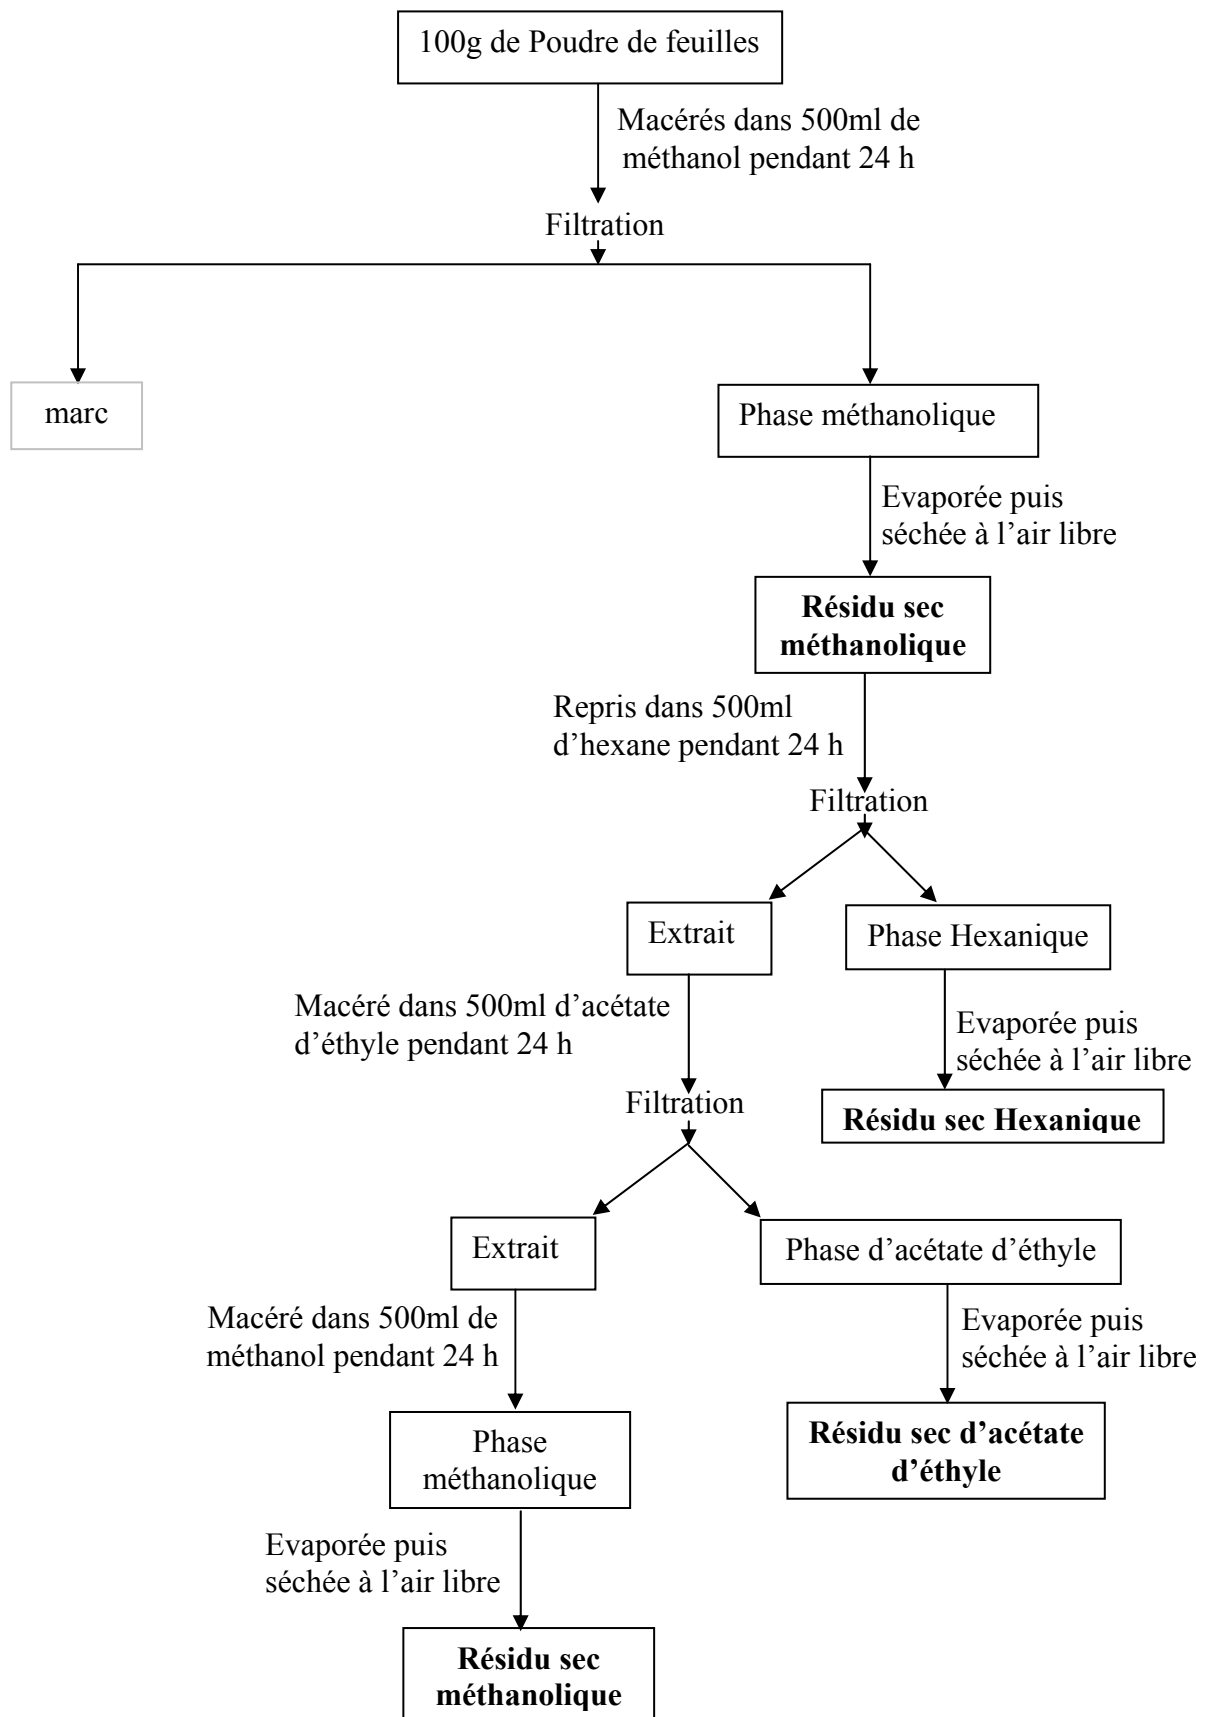 100g de Poudre de feuilles
Macérés dans 500ml de
méthanol pendant 24 h
Filtration
marc
Phase méthanolique
Evaporée puis
séchée à l’air libre
Résidu sec
méthanolique
Repris dans 500ml
d’hexane pendant 24 h
Filtration
Extrait
Phase Hexanique
Macéré dans 500ml d’acétate
d’éthyle pendant 24 h
Evaporée puis
séchée à l’air libre
Filtration
Résidu sec Hexanique
Extrait
Phase d’acétate d’éthyle
Macéré dans 500ml de
méthanol pendant 24 h
Evaporée puis
séchée à l’air libre
Phase
méthanolique
Résidu sec d’acétate
d’éthyle
Evaporée puis
séchée à l’air libre
Résidu sec
méthanolique